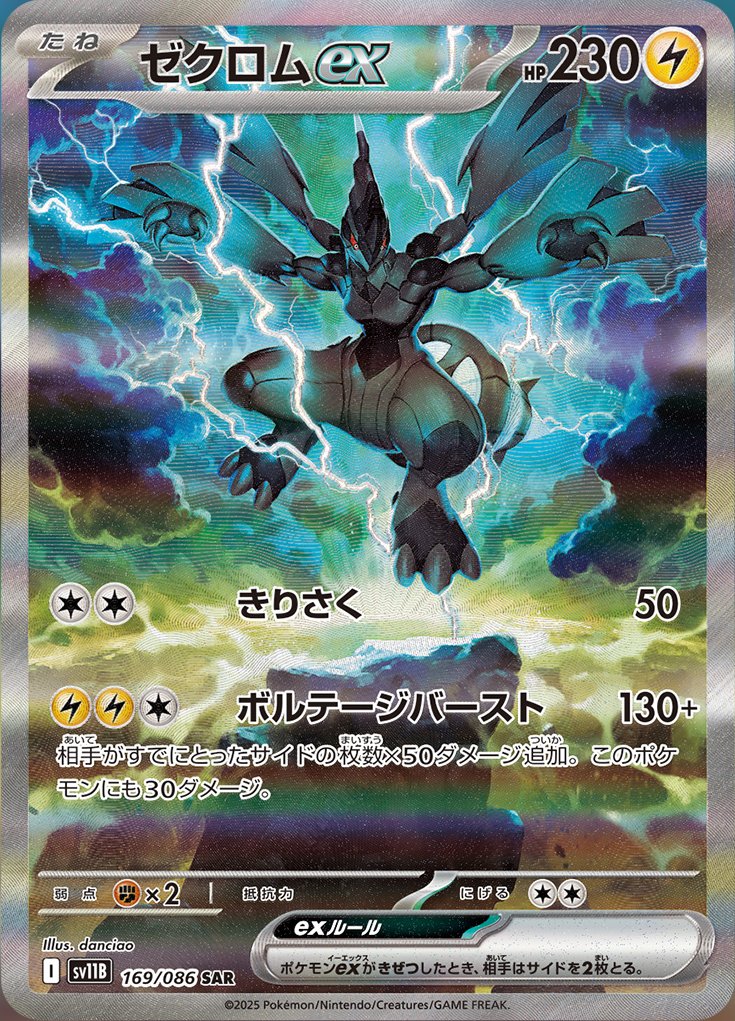 たね ゼクロムex HP230
きりさく 50
ボルテージバースト 130+
相手がすでにとったサイドの枚数×50ダメージ追加。このポケ
モンにも30ダメージ。
弱点 ×2 抵抗力 にげる
exルール
ポケモンexがきぜつしたとき、相手はサイドを2枚とる。
Illus. danciao
I sv11B 169/086 SAR
©2025 Pokémon/Nintendo/Creatures/GAME FREAK.